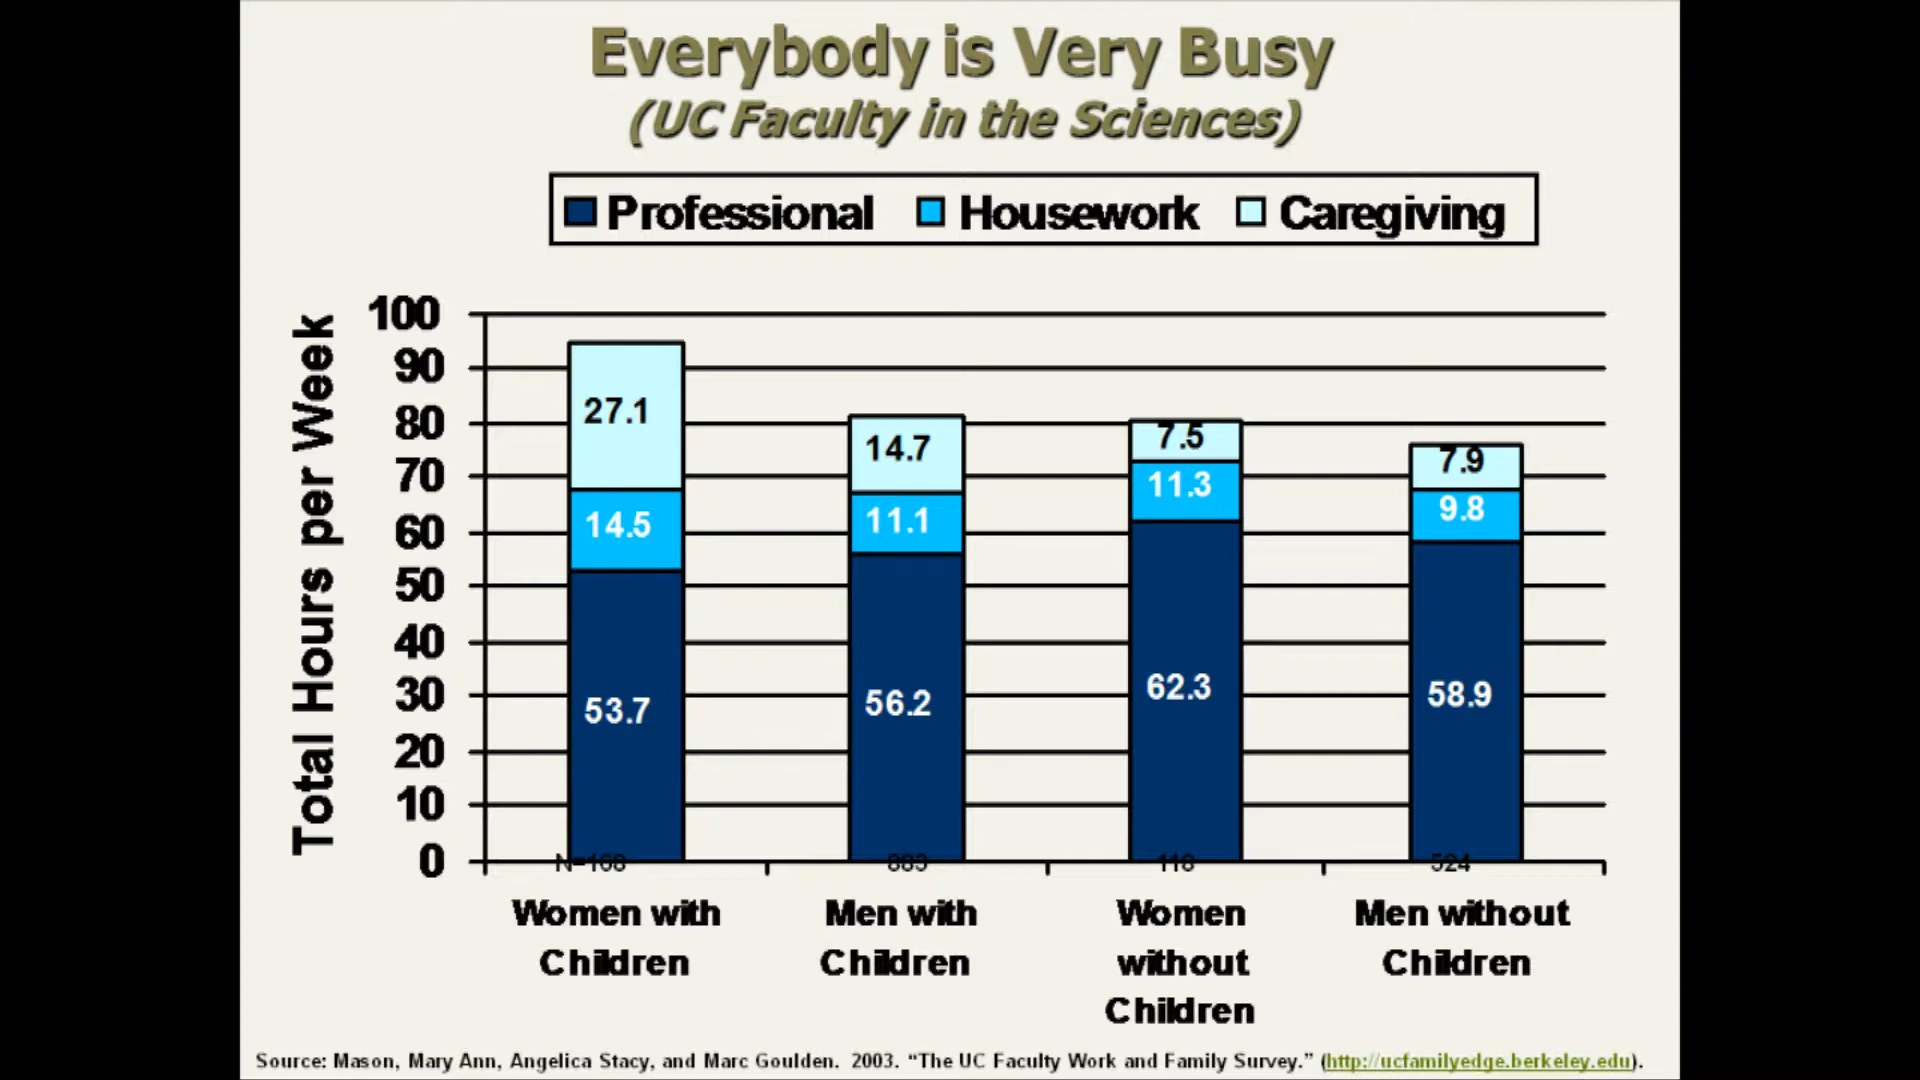 Everybody is Very Busy
(UC Faculty in the Sciences)
Professional Housework Caregiving
Total Hours per Week
100
90
80
70
60
50
40
30
20
10
0
27.1
14.5
53.7
14.7
11.1
56.2
7.5
11.3
62.3
7.9
9.8
58.9
N=168 883 118 524
Women with
Children
Men with
Children
Women
without
Children
Men without
Children
Source: Mason, Mary Ann, Angelica Stacy, and Marc Goulden. 2003. “The UC Faculty Work and Family Survey.” (http://ucfamilyedge.berkeley.edu).